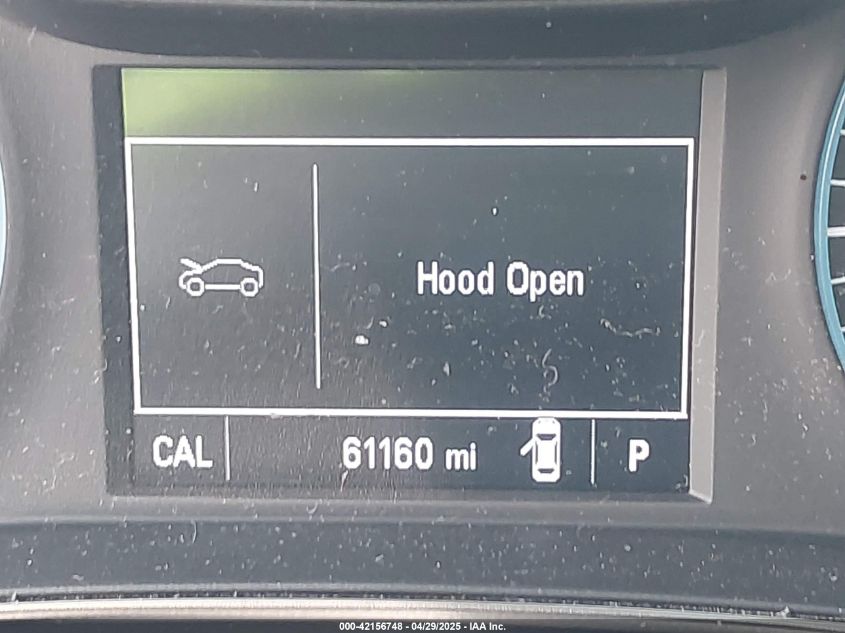 Hood Open
CAL
61160 mi
P
000-42156748 - 04/29/2025 - IAA Inc.